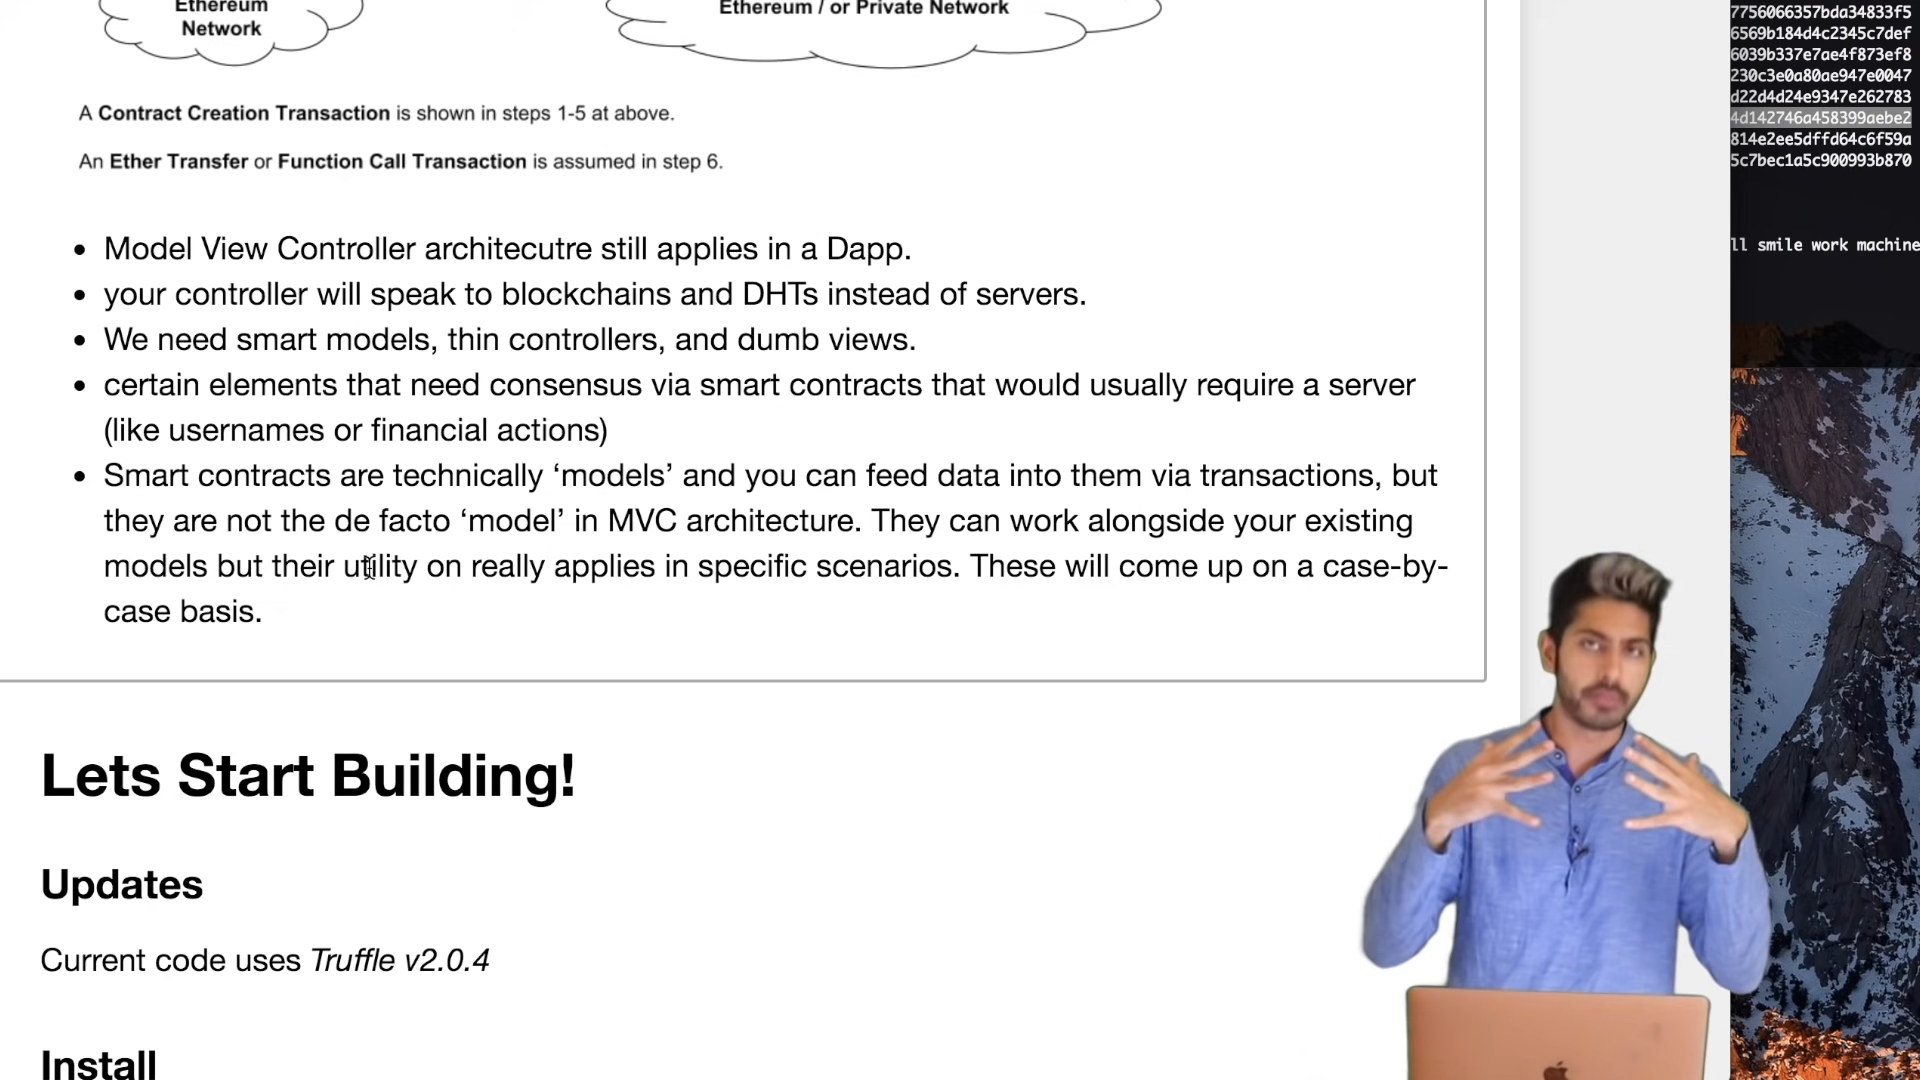 Ethereum
Network
Ethereum / or Private Network
A Contract Creation Transaction is shown in steps 1-5 at above.
An Ether Transfer or Function Call Transaction is assumed in step 6.
• Model View Controller architecutre still applies in a Dapp.
• your controller will speak to blockchains and DHTs instead of servers.
• We need smart models, thin controllers, and dumb views.
• certain elements that need consensus via smart contracts that would usually require a server
(like usernames or financial actions)
• Smart contracts are technically ‘models’ and you can feed data into them via transactions, but
they are not the de facto ‘model’ in MVC architecture. They can work alongside your existing
models but their utility on really applies in specific scenarios. These will come up on a case-by-
case basis.
Lets Start Building!
Updates
Current code uses Truffle v2.0.4
Install
7756066357bda34833f5
6569b184d4c2345c7def
6039b337e7ae4f873ef8
230c3e0a80ae947e0047
d22d4d24e9347e262783
4d142746a458399aebe2
814e2ee5dffd64c6f59a
5c7bec1a5c900993b870
ll smile work machine